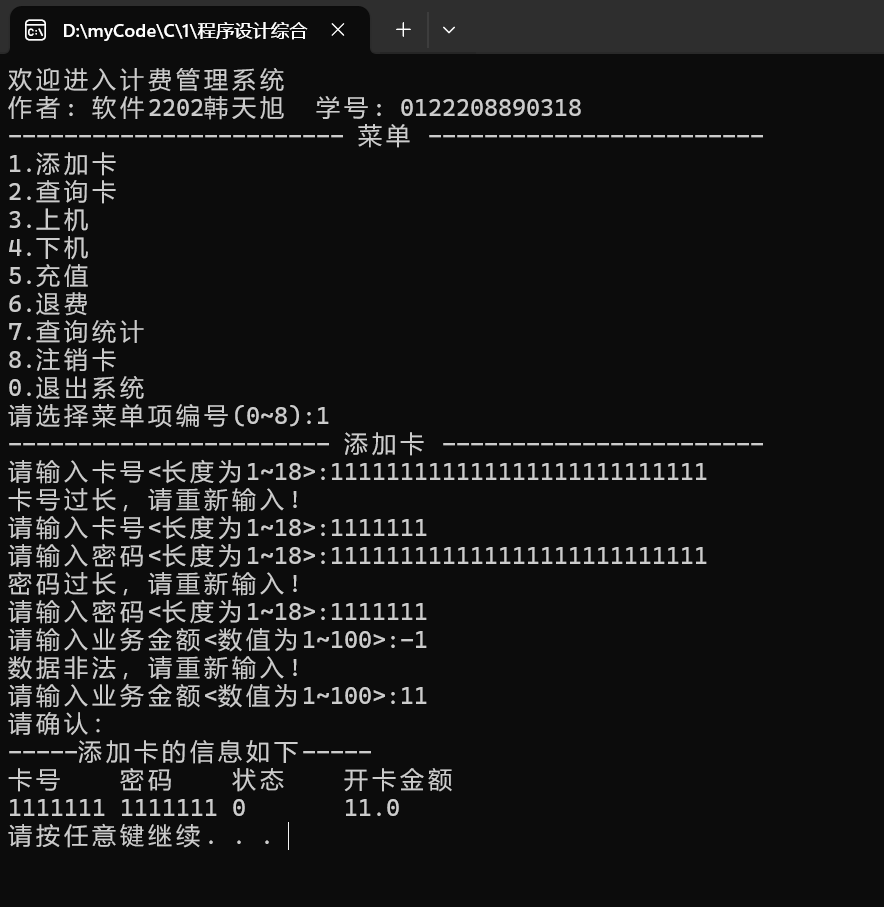 D:\myCode\C\1\程序设计综合
欢迎进入计费管理系统
作者: 软件2202韩天旭  学号: 0122208890318
------------------------ 菜单 ------------------------
1.添加卡
2.查询卡
3.上机
4.下机
5.充值
6.退费
7.查询统计
8.注销卡
0.退出系统
请选择菜单项编号(0~8):1
----------------------- 添加卡 -----------------------
请输入卡号<长度为1~18>:111111111111111111111111111
卡号过长, 请重新输入!
请输入卡号<长度为1~18>:1111111
请输入密码<长度为1~18>:111111111111111111111111111
密码过长, 请重新输入!
请输入密码<长度为1~18>:1111111
请输入业务金额<数值为1~100>:-1
数据非法, 请重新输入!
请输入业务金额<数值为1~100>:11
请确认:
-----添加卡的信息如下-----
卡号    密码    状态    开卡金额
1111111 1111111 0       11.0
请按任意键继续. . .